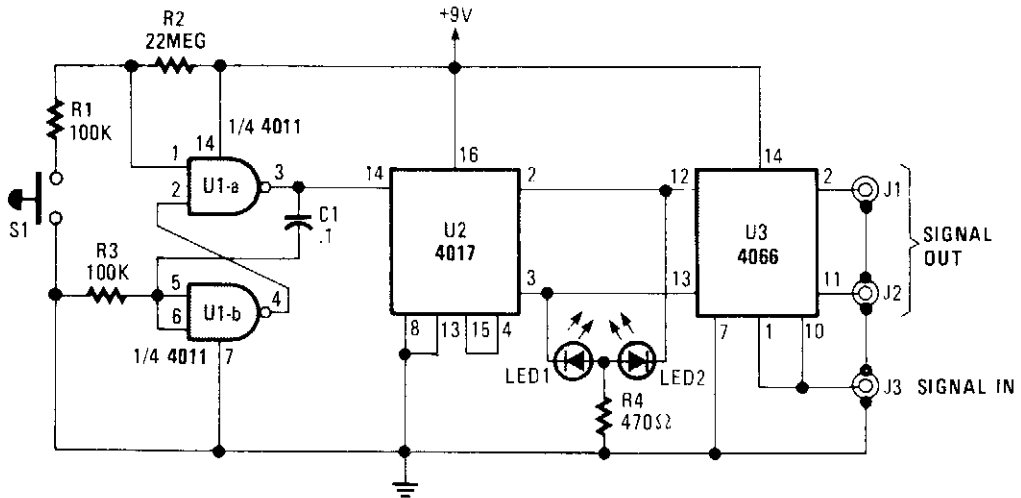 +9V
R2
22MEG
R1
100K
1/4 4011
14
1
2
3
U1-a
S1
C1
.1
R3
100K
5
6
4
U1-b
1/4 4011
7
14
16
2
U2
4017
3
8
13
15
4
LED1
LED2
R4
470Ω
12
14
2
U3
4066
13
11
7
1
10
J1
J2
SIGNAL
OUT
J3 SIGNAL IN